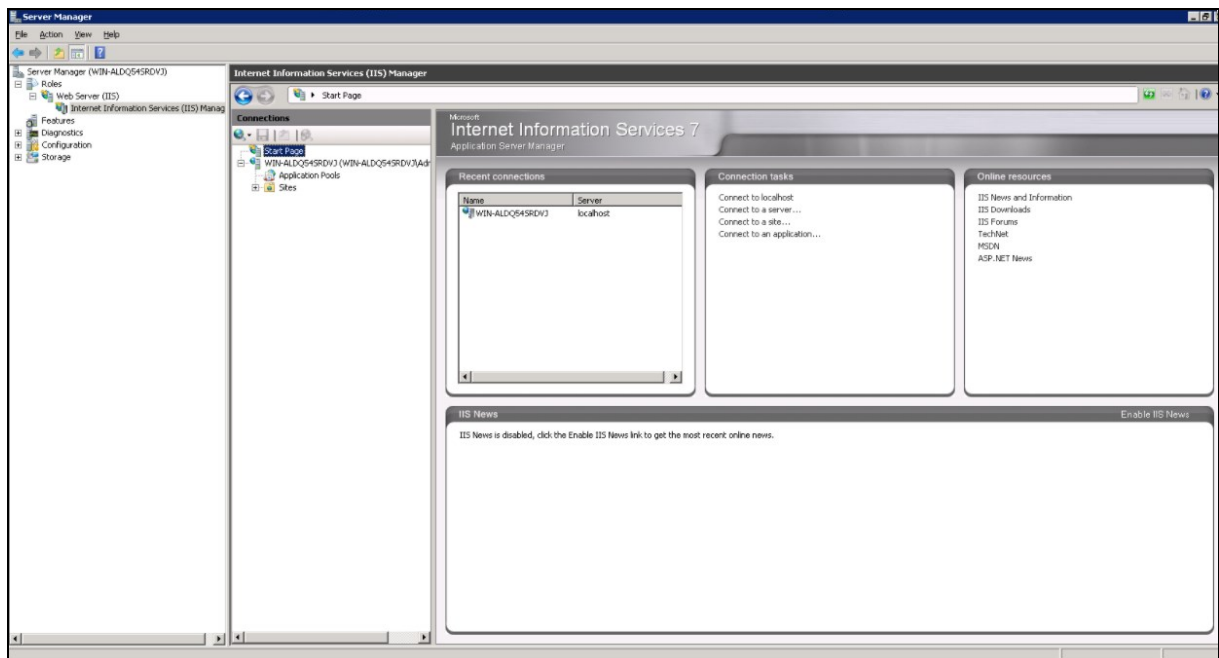 Server Manager
File Action View Help
Server Manager (WIN-ALDQ545RDVJ)
Roles
Web Server (IIS)
Internet Information Services (IIS) Manag
Features
Diagnostics
Configuration
Storage
Internet Information Services (IIS) Manager
Start Page
Connections
Start Page
WIN-ALDQ545RDVJ (WIN-ALDQ545RDVJ\Adr
Application Pools
Sites
Microsoft
Internet Information Services 7
Application Server Manager
Recent connections
Name Server
WIN-ALDQ545RDVJ localhost
Connection tasks
Connect to localhost
Connect to a server...
Connect to a site...
Connect to an application...
Online resources
IIS News and Information
IIS Downloads
IIS Forums
TechNet
MSDN
ASP.NET News
IIS News Enable IIS News
IIS News is disabled, click the Enable IIS News link to get the most recent online news.